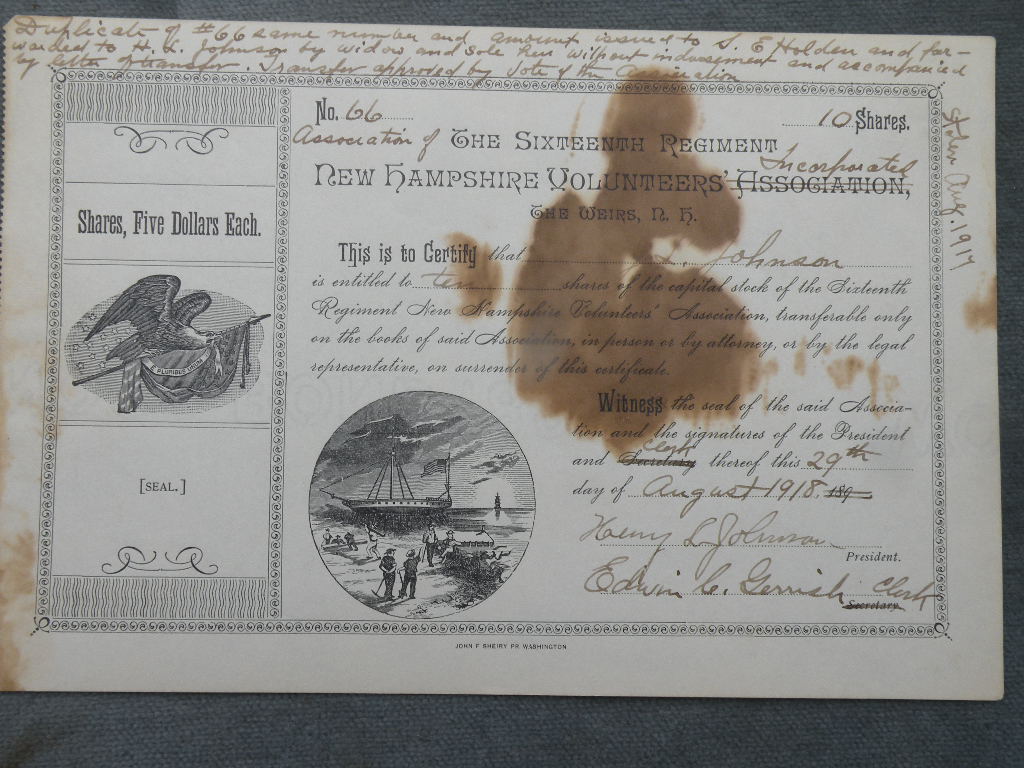 Duplicate of #66 same number and amount issued to S. E Holden and for-
warded to H. L. Johnson by widow and sole heir without indorsement and accompanied
by letter of transfer. Transfer approved by vote of the association
No. 66
10 Shares.
Association of The Sixteenth Regiment
Incorporated
New Hampshire Volunteers' Association,
The Weirs, N. H.
Shares, Five Dollars Each.
This is to Certify that L. Johnson
is entitled to ten shares of the capital stock of the Sixteenth
Regiment New Hampshire Volunteers' Association, transferable only
on the books of said Association, in person or by attorney, or by the legal
representative, on surrender of this certificate.
E PLURIBUS UNUM
Witness the seal of the said Associa-
tion and the signatures of the President
Clerk
and Secretary thereof this 29th
day of August 1918. 189
[SEAL.]
Henry L Johnson
President.
Edwin C. Gerrish Clerk
Secretary.
JOHN F SHEIRY PR. WASHINGTON
Aug. 1917